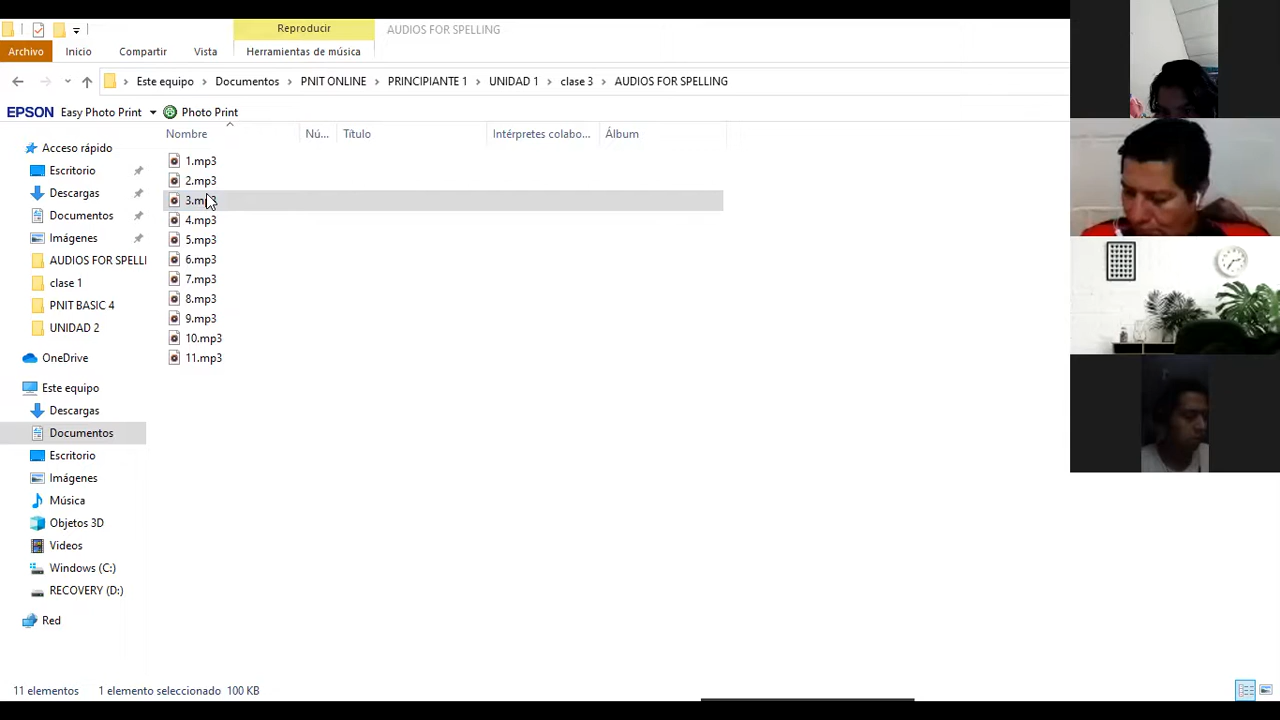 Reproducir
AUDIOS FOR SPELLING
Archivo
Inicio
Compartir
Vista
Herramientas de música
Este equipo > Documentos > PNIT ONLINE > PRINCIPIANTE 1 > UNIDAD 1 > clase 3 > AUDIOS FOR SPELLING
EPSON Easy Photo Print Photo Print
Nombre Nú... Título Intérpretes colabo... Álbum
Acceso rápido
Escritorio
Descargas
Documentos
Imágenes
AUDIOS FOR SPELLI
clase 1
PNIT BASIC 4
UNIDAD 2
OneDrive
Este equipo
Descargas
Documentos
Escritorio
Imágenes
Música
Objetos 3D
Videos
Windows (C:)
RECOVERY (D:)
Red
1.mp3
2.mp3
3.mp3
4.mp3
5.mp3
6.mp3
7.mp3
8.mp3
9.mp3
10.mp3
11.mp3
11 elementos 1 elemento seleccionado 100 KB